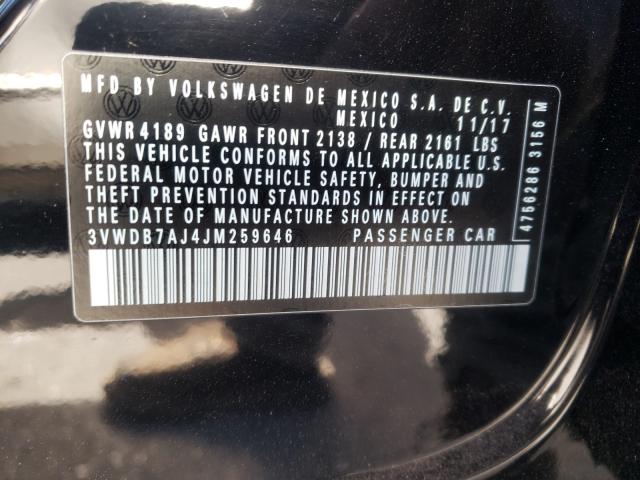 MFD BY VOLKSWAGEN DE MEXICO S.A. DE C.V.
MEXICO 11/17
GVWR 4189 GAWR FRONT 2138 / REAR 2161 LBS
THIS VEHICLE CONFORMS TO ALL APPLICABLE U.S.
FEDERAL MOTOR VEHICLE SAFETY, BUMPER AND
THEFT PREVENTION STANDARDS IN EFFECT ON
THE DATE OF MANUFACTURE SHOWN ABOVE.
3VWDB7AJ4JM259646 PASSENGER CAR
4756286 3156 M